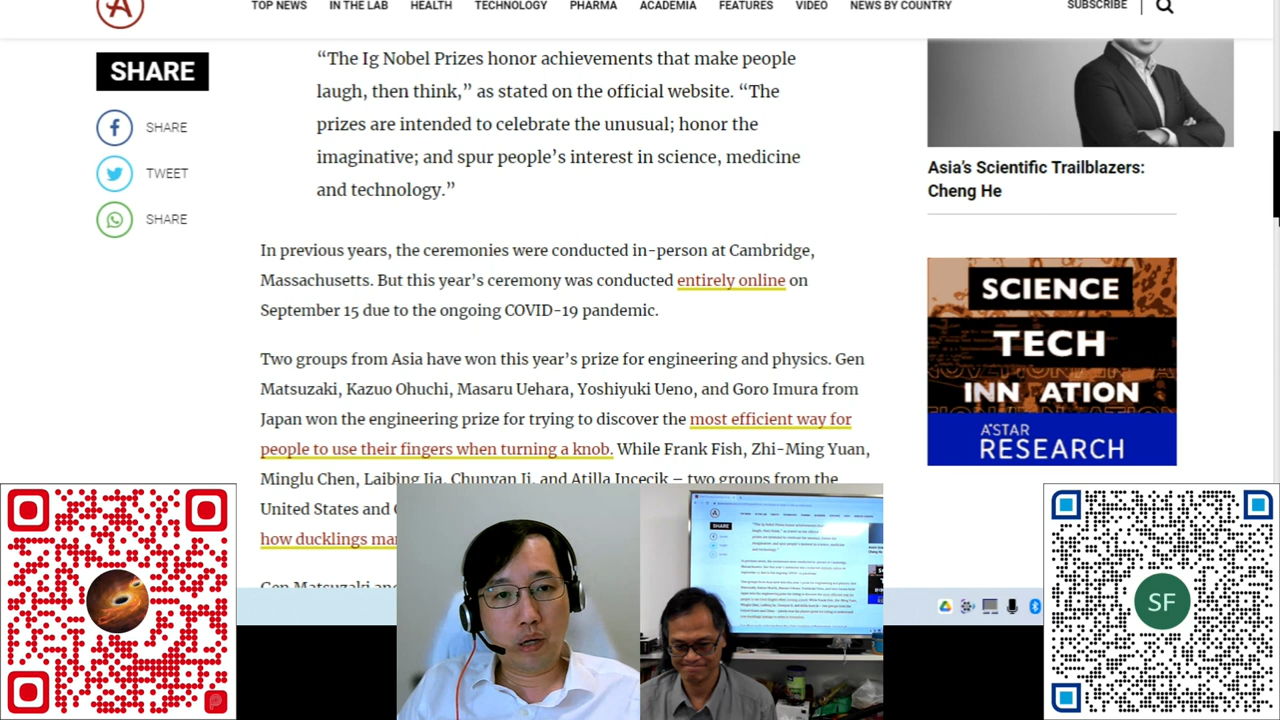 TOP NEWS IN THE LAB HEALTH TECHNOLOGY PHARMA ACADEMIA FEATURES VIDEO NEWS BY COUNTRY SUBSCRIBE
SHARE
SHARE
TWEET
SHARE
“The Ig Nobel Prizes honor achievements that make people
laugh, then think,” as stated on the official website. “The
prizes are intended to celebrate the unusual; honor the
imaginative; and spur people’s interest in science, medicine
and technology.”
In previous years, the ceremonies were conducted in-person at Cambridge,
Massachusetts. But this year’s ceremony was conducted entirely online on
September 15 due to the ongoing COVID-19 pandemic.
Two groups from Asia have won this year’s prize for engineering and physics. Gen
Matsuzaki, Kazuo Ohuchi, Masaru Uehara, Yoshiyuki Ueno, and Goro Imura from
Japan won the engineering prize for trying to discover the most efficient way for
people to use their fingers when turning a knob. While Frank Fish, Zhi-Ming Yuan,
Minglu Chen, Laibing Jia, Chunyan Ji, and Atilla Incecik – two groups from the
United States and
how ducklings
Gen Matsuzaki and
Asia’s Scientific Trailblazers:
Cheng He
SCIENCE
TECH
INN ATION
A*STAR
RESEARCH
SF